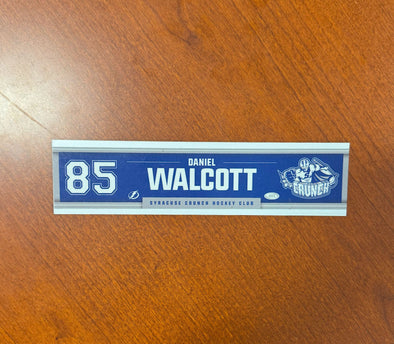 85
DANIEL
WALCOTT
SYRACUSE CRUNCH HOCKEY CLUB
CRUNCH